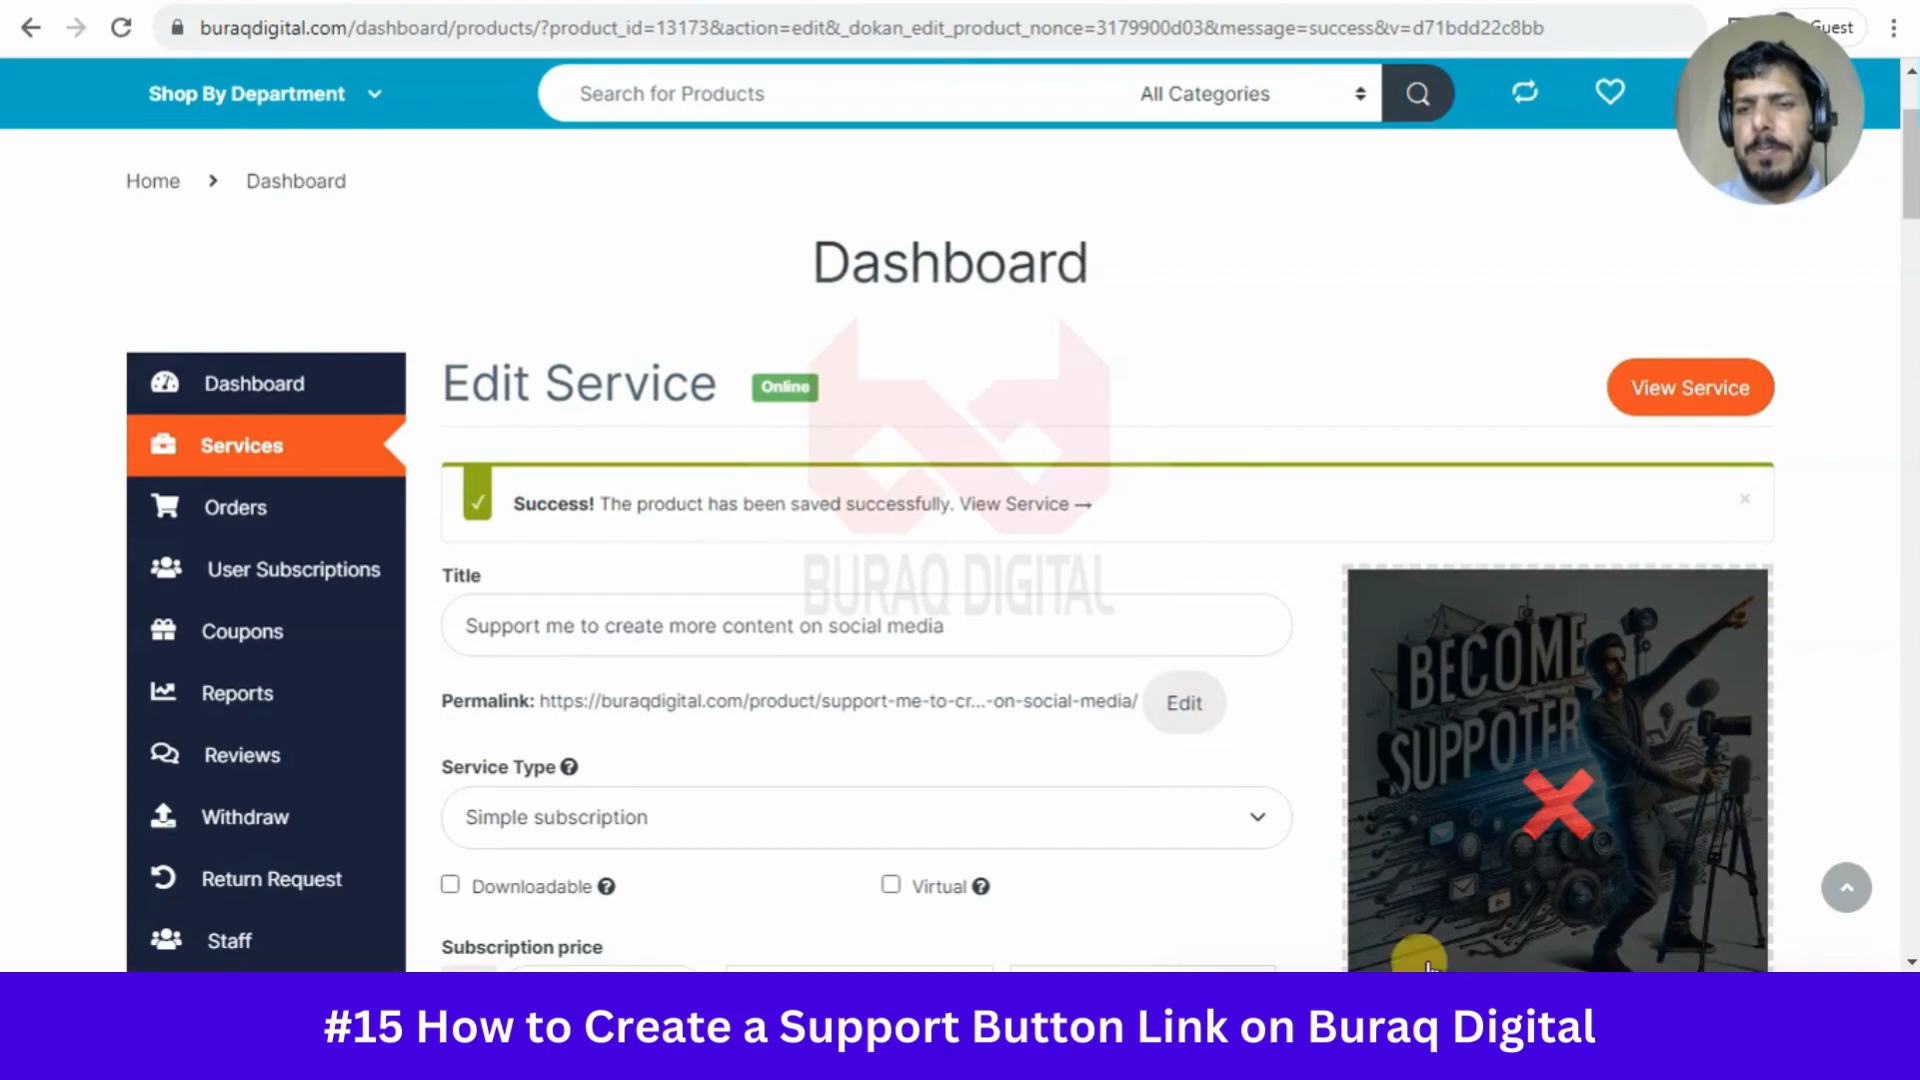 buraqdigital.com/dashboard/products/?product_id=13173&action=edit&_dokan_edit_product_nonce=3179900d03&message=success&v=d71bdd22c8bb
Guest
Shop By Department
Search for Products
All Categories
Home
Dashboard
Dashboard
Dashboard
Services
Orders
User Subscriptions
Coupons
Reports
Reviews
Withdraw
Return Request
Staff
Edit Service
Online
View Service
Success! The product has been saved successfully. View Service →
BURAQ DIGITAL
Title
Support me to create more content on social media
Permalink: https://buraqdigital.com/product/support-me-to-cr...-on-social-media/
Edit
Service Type
Simple subscription
Downloadable
Virtual
Subscription price
BECOME
SUPPOTER
#15 How to Create a Support Button Link on Buraq Digital